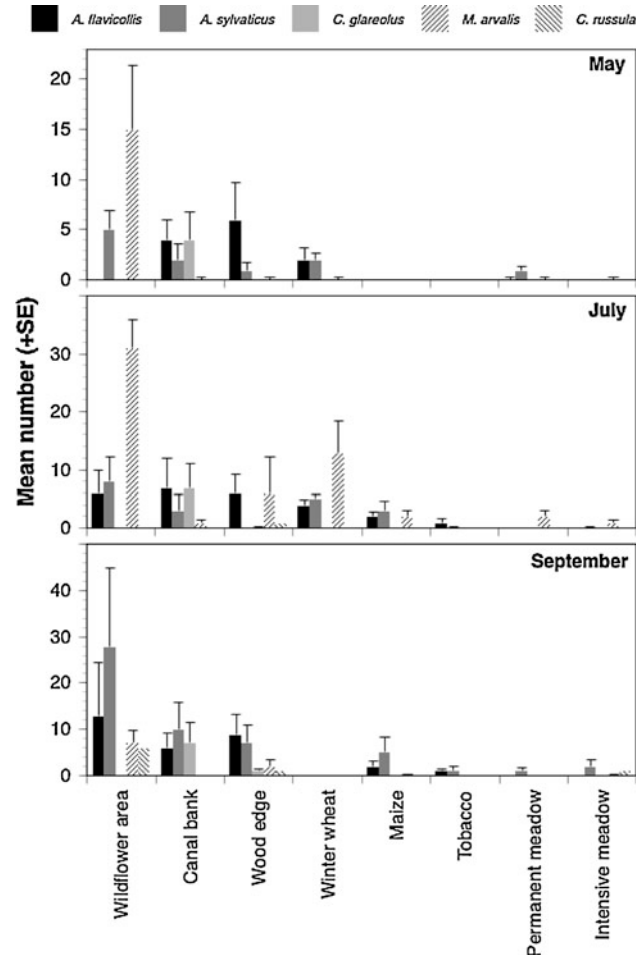 A. flavicollis A. sylvaticus C. glareolus M. arvalis C. russula
May
20
15
10
5
0
July
30
20
10
0
September
40
30
20
10
0
Mean number (+SE)
Wildflower area
Canal bank
Wood edge
Winter wheat
Maize
Tobacco
Permanent meadow
Intensive meadow